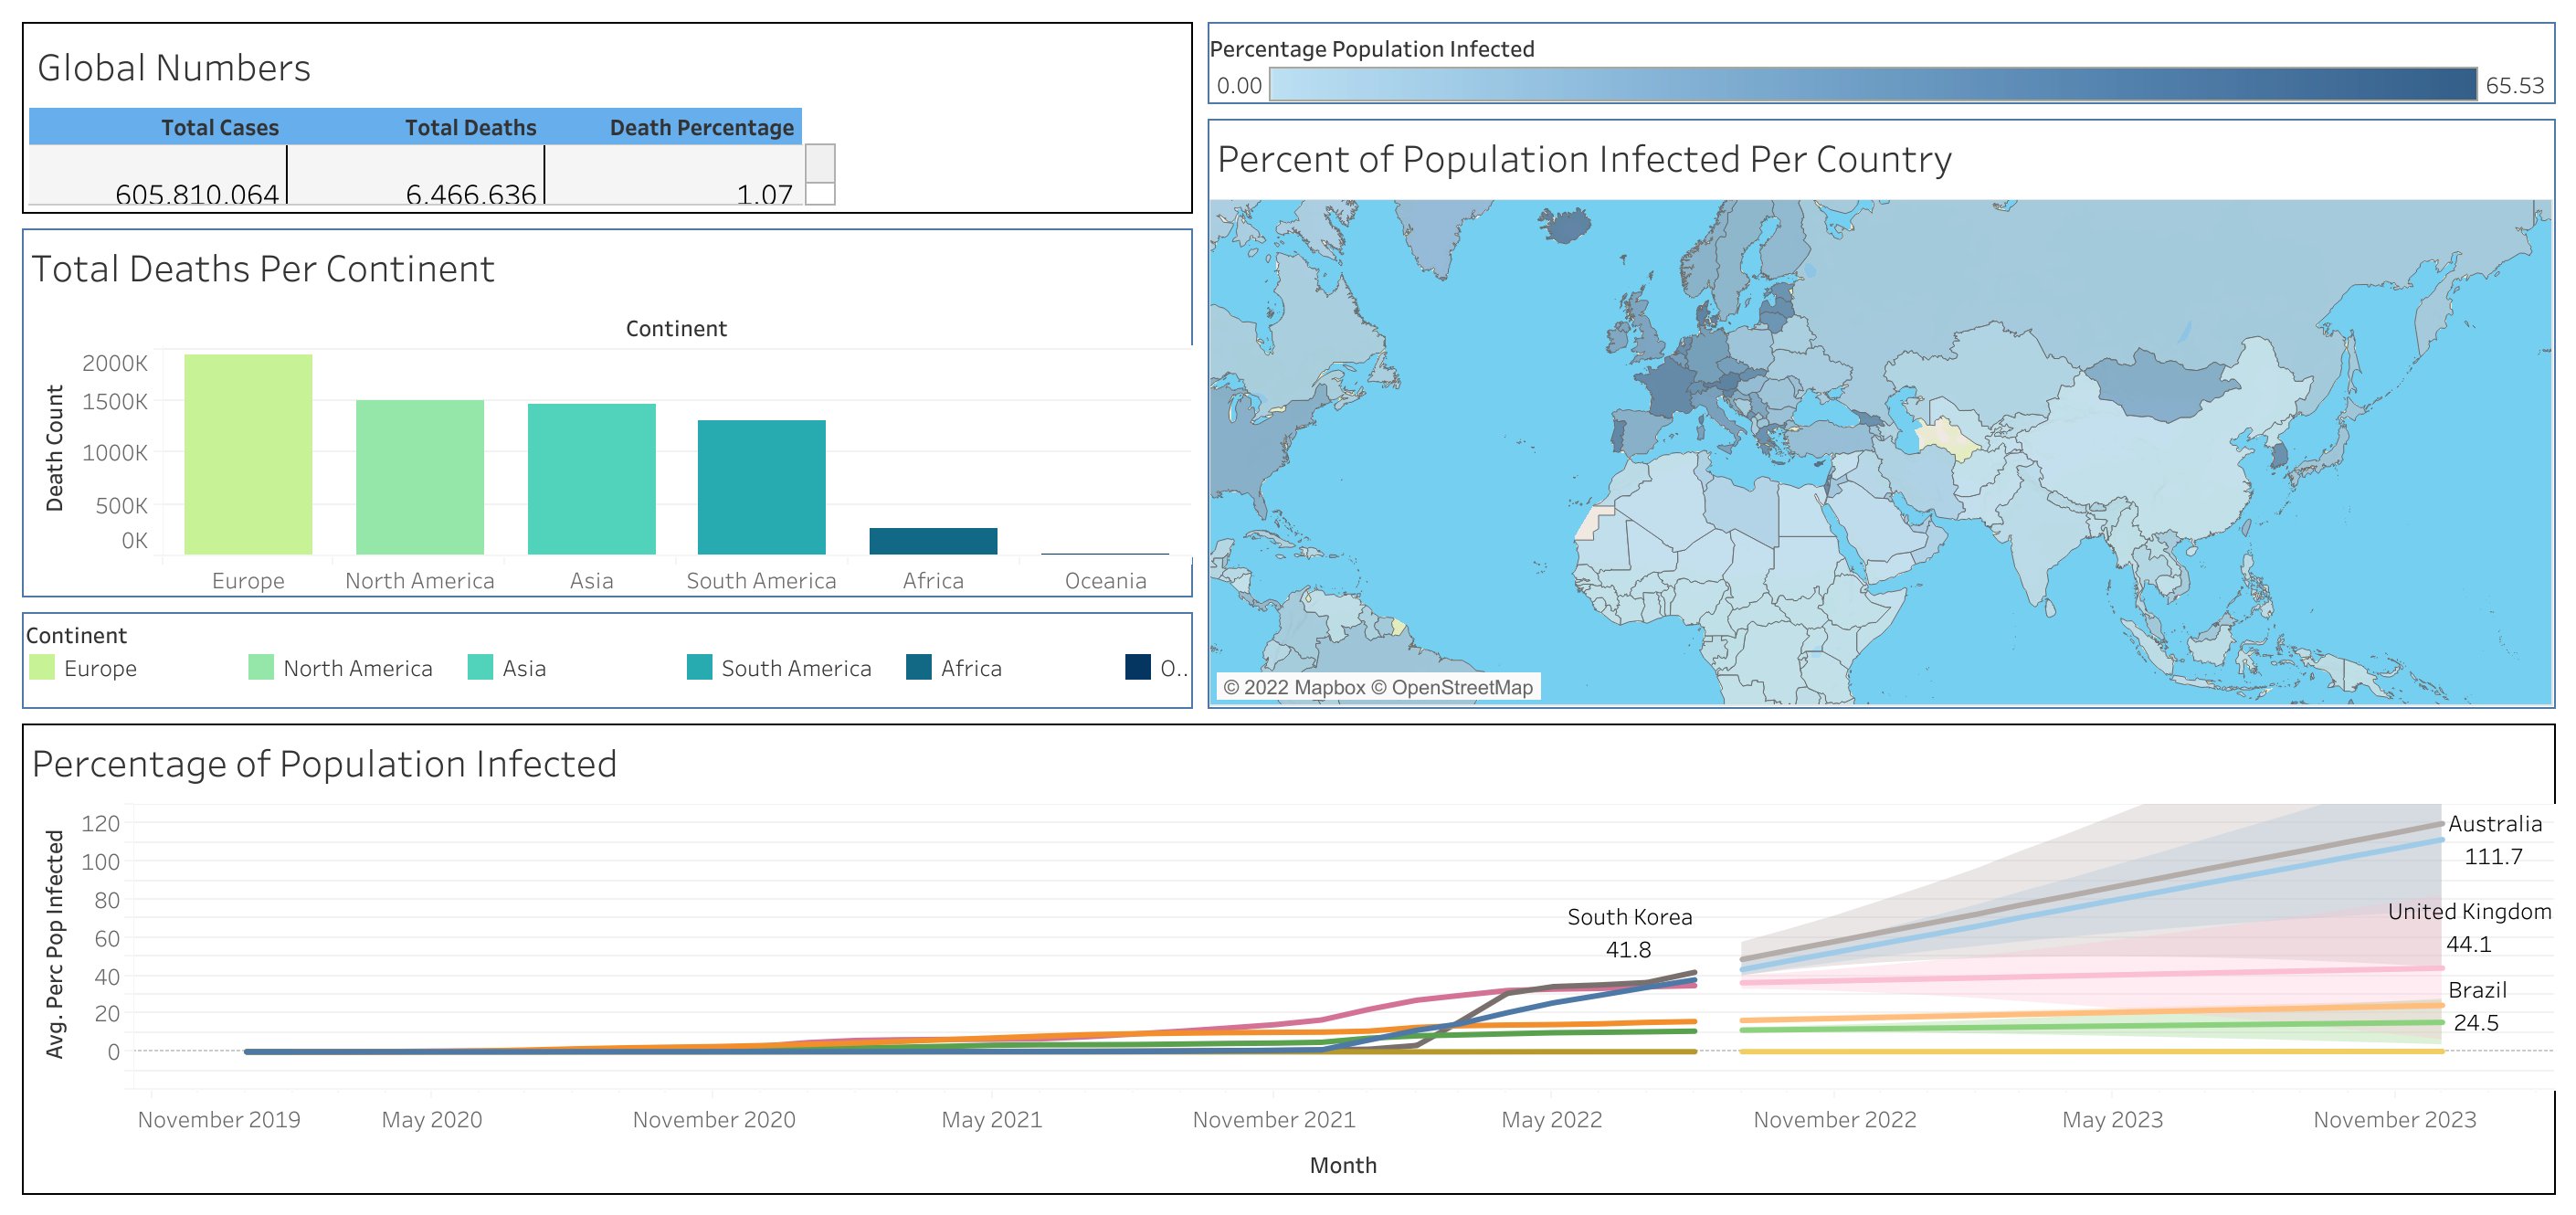 Global Numbers
Total Cases Total Deaths Death Percentage
605,810,064 6,466,636 1.07
Total Deaths Per Continent
Continent
Death Count
2000K
1500K
1000K
500K
0K
Europe North America Asia South America Africa Oceania
Continent
Europe North America Asia South America Africa O..
Percentage Population Infected
0.00 65.53
Percent of Population Infected Per Country
© 2022 Mapbox © OpenStreetMap
Percentage of Population Infected
Avg. Perc Pop Infected
120
100
80
60
40
20
0
South Korea
41.8
Australia
111.7
United Kingdom
44.1
Brazil
24.5
November 2019 May 2020 November 2020 May 2021 November 2021 May 2022 November 2022 May 2023 November 2023
Month